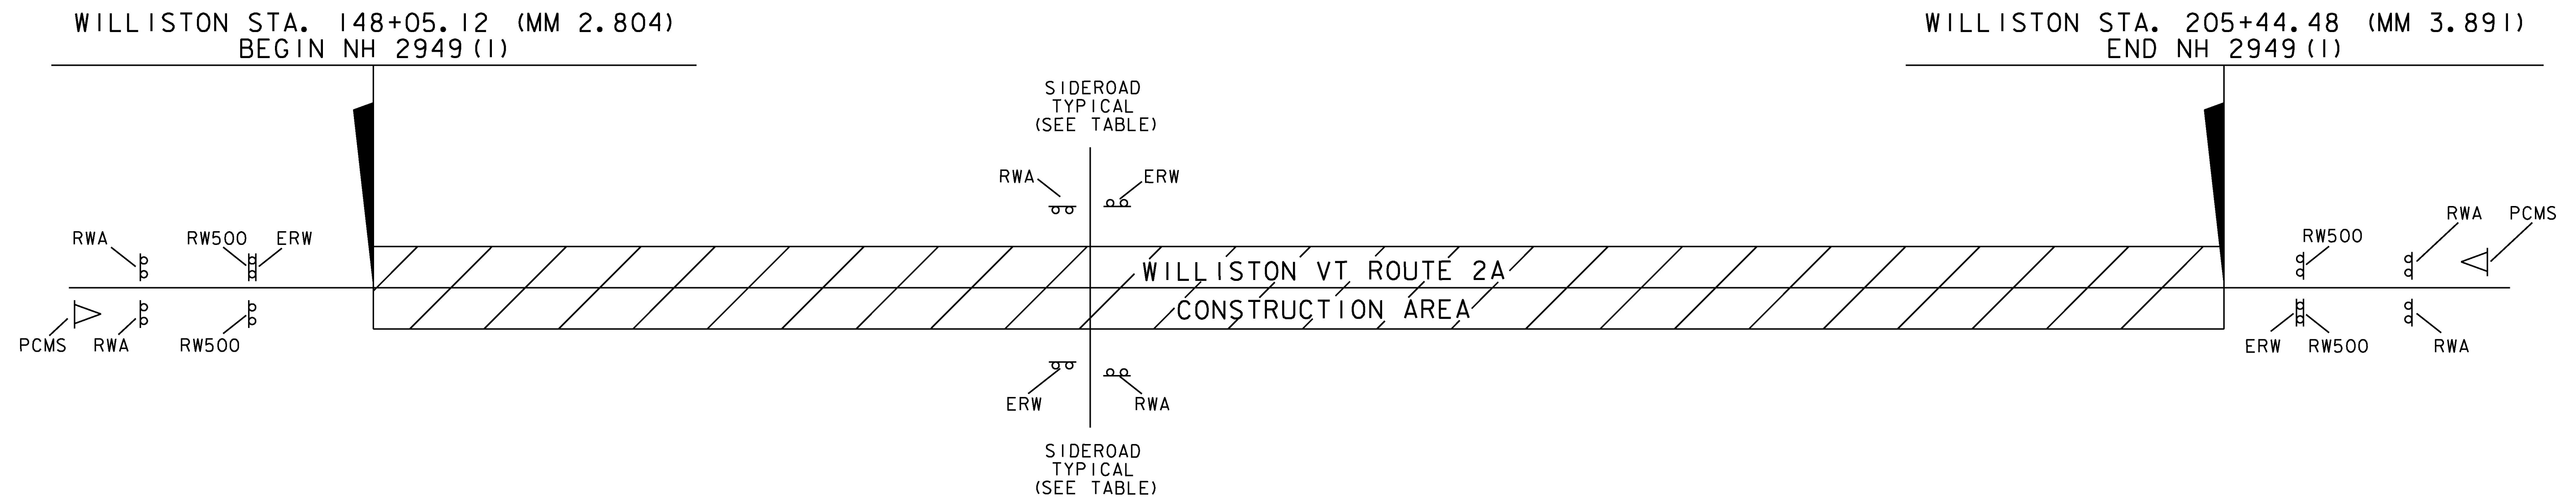 WILLISTON STA. 148+05.12 (MM 2.804)
BEGIN NH 2949(1)
WILLISTON STA. 205+44.48 (MM 3.891)
END NH 2949(1)
SIDEROAD
TYPICAL
(SEE TABLE)
RWA
ERW
RWA
RW500
ERW
RW500
RWA
PCMS
WILLISTON VT ROUTE 2A
CONSTRUCTION AREA
PCMS
RWA
RW500
ERW
RW500
RWA
ERW
RWA
SIDEROAD
TYPICAL
(SEE TABLE)